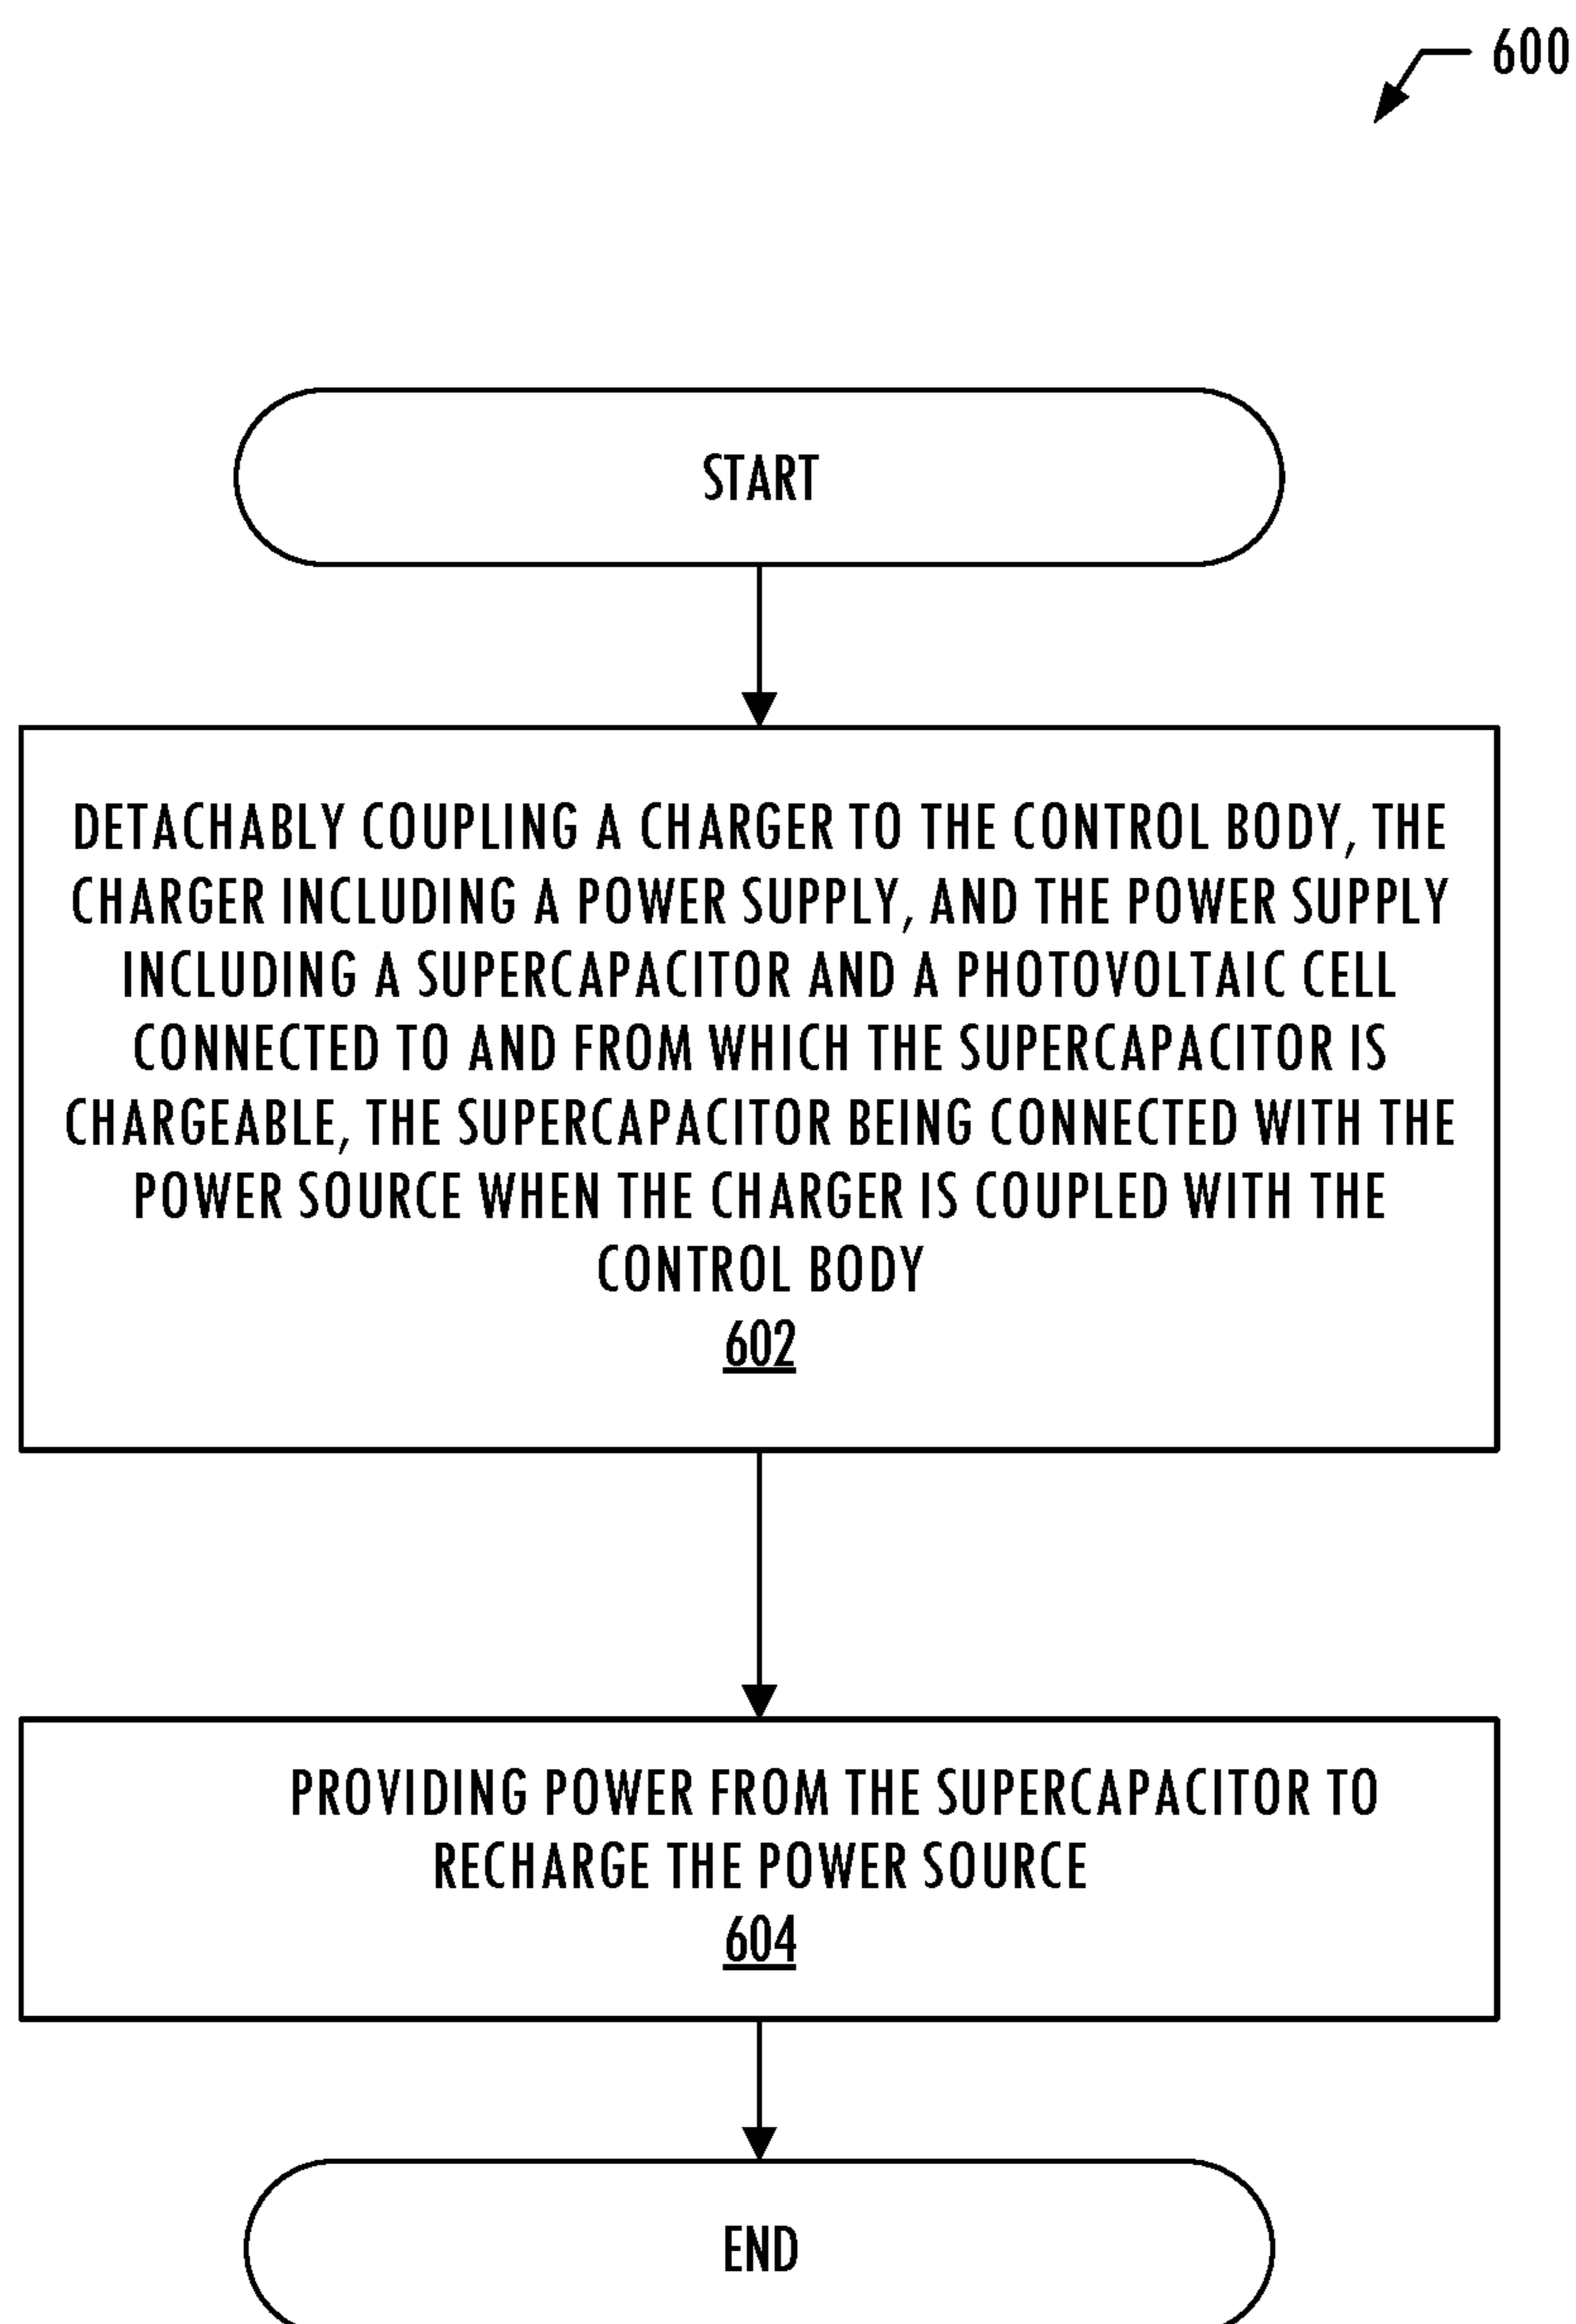 600
START
DETACHABLY COUPLING A CHARGER TO THE CONTROL BODY, THE
CHARGER INCLUDING A POWER SUPPLY, AND THE POWER SUPPLY
INCLUDING A SUPERCAPACITOR AND A PHOTOVOLTAIC CELL
CONNECTED TO AND FROM WHICH THE SUPERCAPACITOR IS
CHARGEABLE, THE SUPERCAPACITOR BEING CONNECTED WITH THE
POWER SOURCE WHEN THE CHARGER IS COUPLED WITH THE
CONTROL BODY
602
PROVIDING POWER FROM THE SUPERCAPACITOR TO
RECHARGE THE POWER SOURCE
604
END